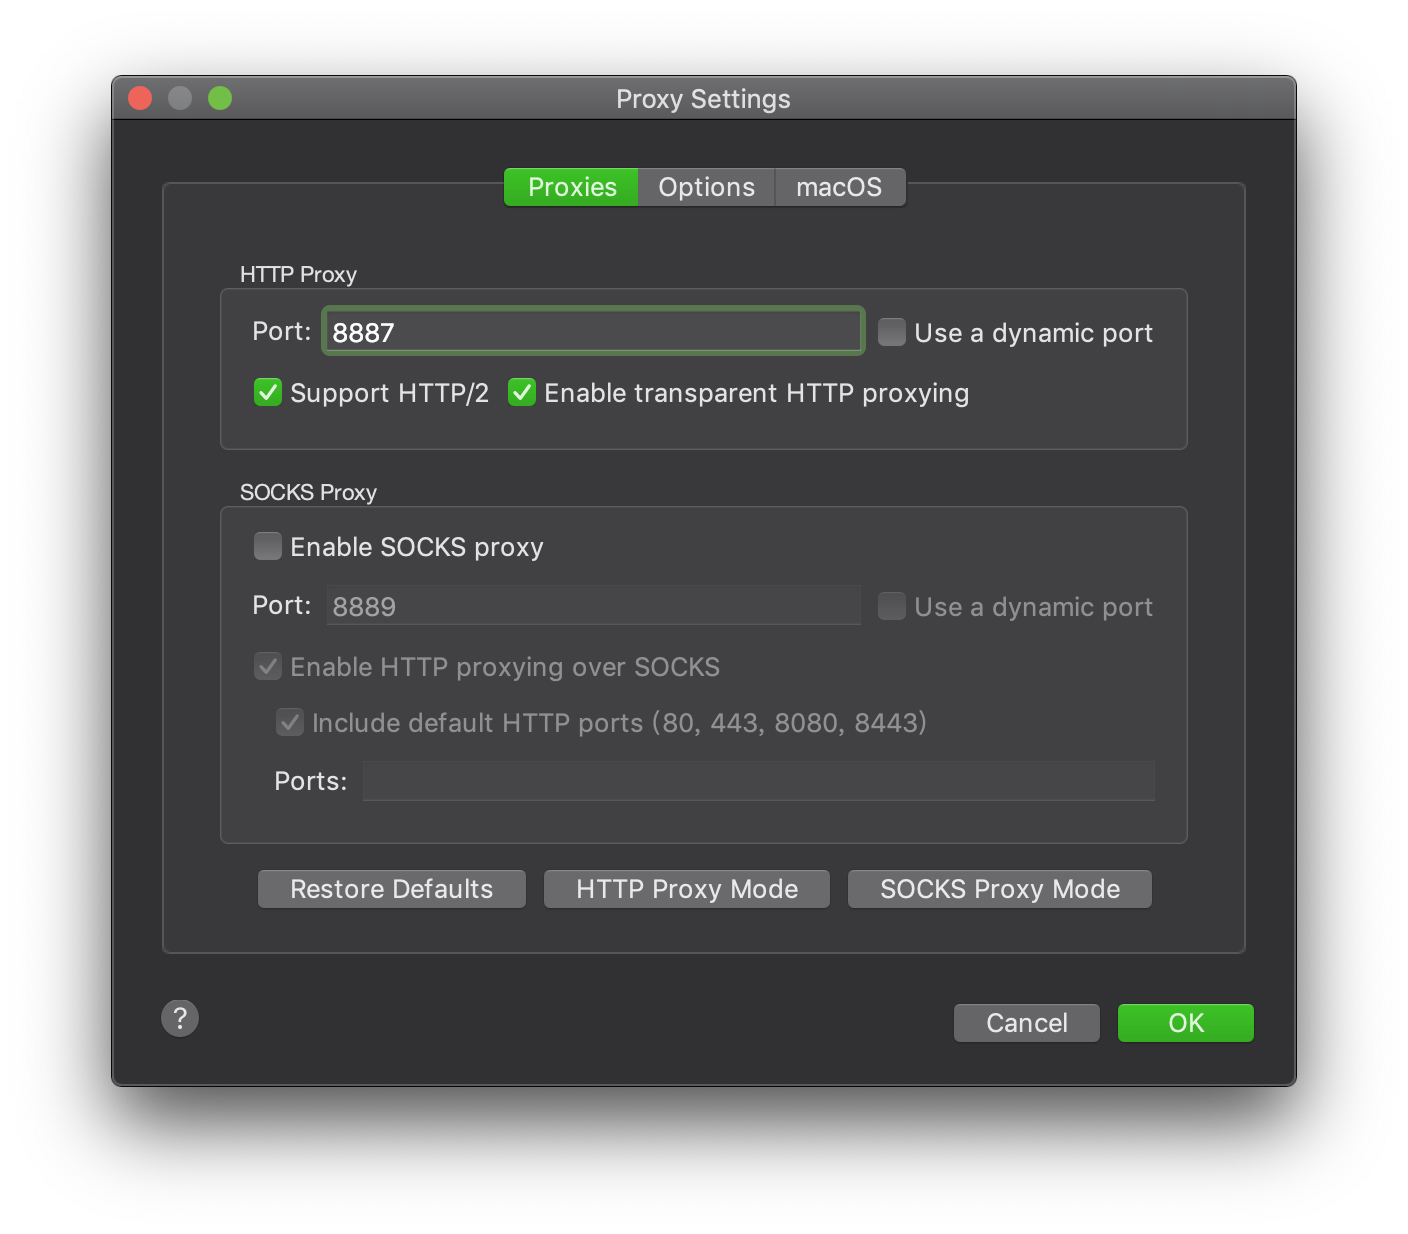 Proxy Settings
Proxies Options macOS
HTTP Proxy
Port: 8887 Use a dynamic port
Support HTTP/2 Enable transparent HTTP proxying
SOCKS Proxy
Enable SOCKS proxy
Port: 8889 Use a dynamic port
Enable HTTP proxying over SOCKS
Include default HTTP ports (80, 443, 8080, 8443)
Ports:
Restore Defaults HTTP Proxy Mode SOCKS Proxy Mode
? Cancel OK